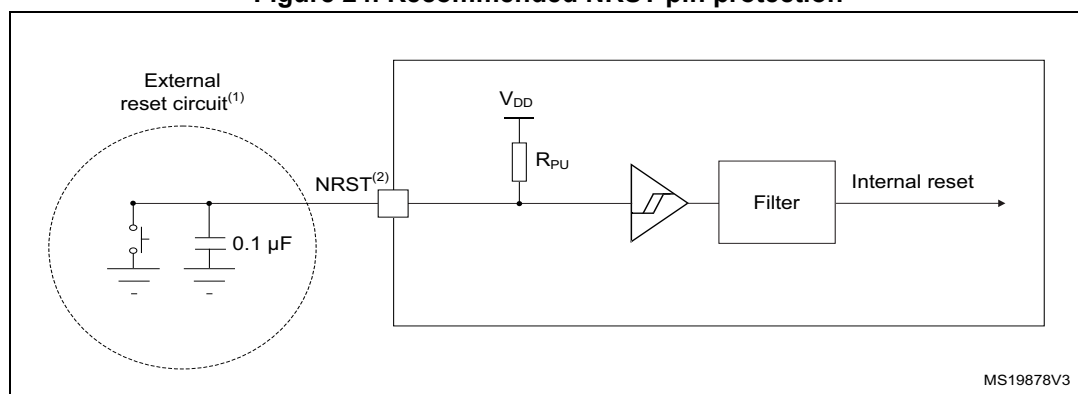 Figure Recommended NRST pin protection
External
reset circuit(1)
VDD
RPU
NRST(2)
Filter
Internal reset
0.1 µF
MS19878V3